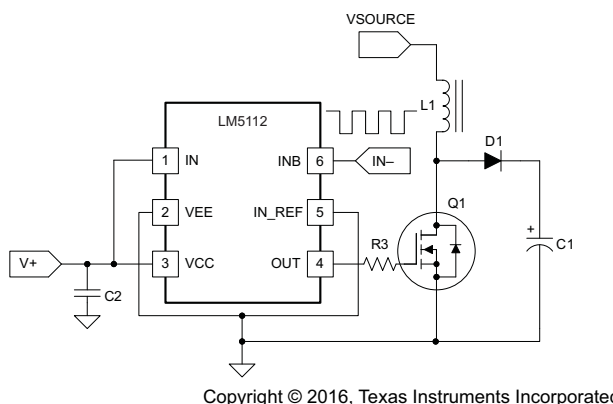 VSOURCE
L1
LM5112
D1
1 IN
INB 6
IN–
2 VEE
IN_REF 5
Q1
R3
V+
3 VCC
OUT 4
+
C1
C2
Copyright © 2016, Texas Instruments Incorporated